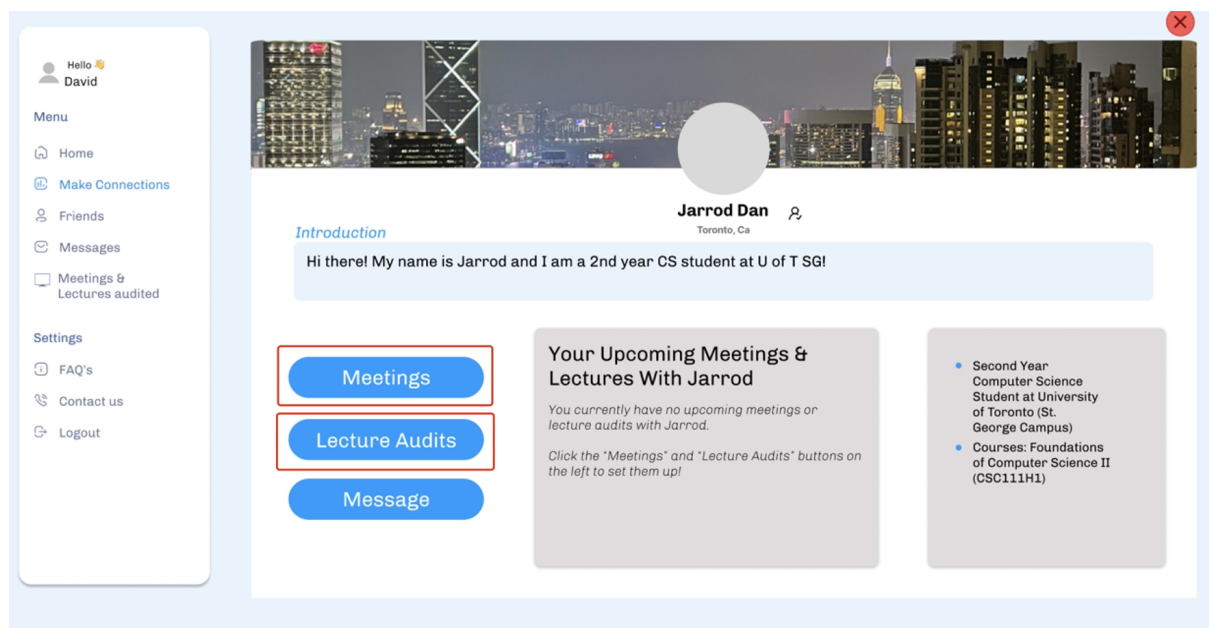 Hello 👋
David
Menu
Home
Make Connections
Friends
Messages
Meetings &
Lectures audited
Settings
FAQ's
Contact us
Logout
Jarrod Dan
Toronto, Ca
Introduction
Hi there! My name is Jarrod and I am a 2nd year CS student at U of T SG!
Meetings
Lecture Audits
Message
Your Upcoming Meetings &
Lectures With Jarrod
You currently have no upcoming meetings or
lecture audits with Jarrod.
Click the "Meetings" and "Lecture Audits" buttons on
the left to set them up!
Second Year
Computer Science
Student at University
of Toronto (St.
George Campus)
Courses: Foundations
of Computer Science II
(CSC111H1)